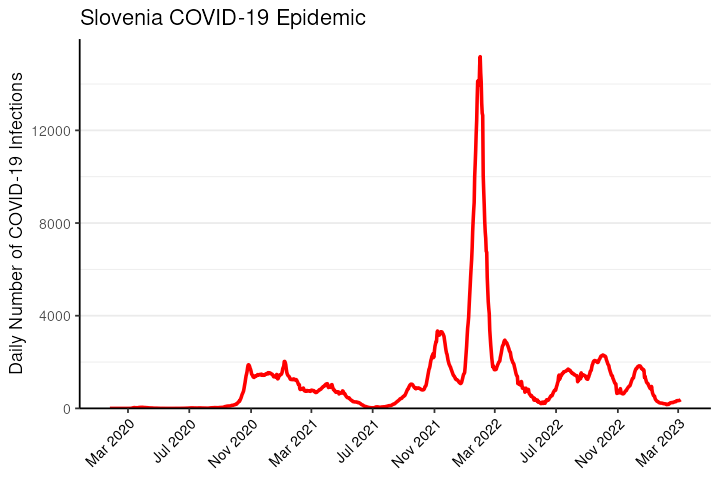 Slovenia COVID-19 Epidemic
Daily Number of COVID-19 Infections
12000
8000
4000
0
Mar 2020
Jul 2020
Nov 2020
Mar 2021
Jul 2021
Nov 2021
Mar 2022
Jul 2022
Nov 2022
Mar 2023